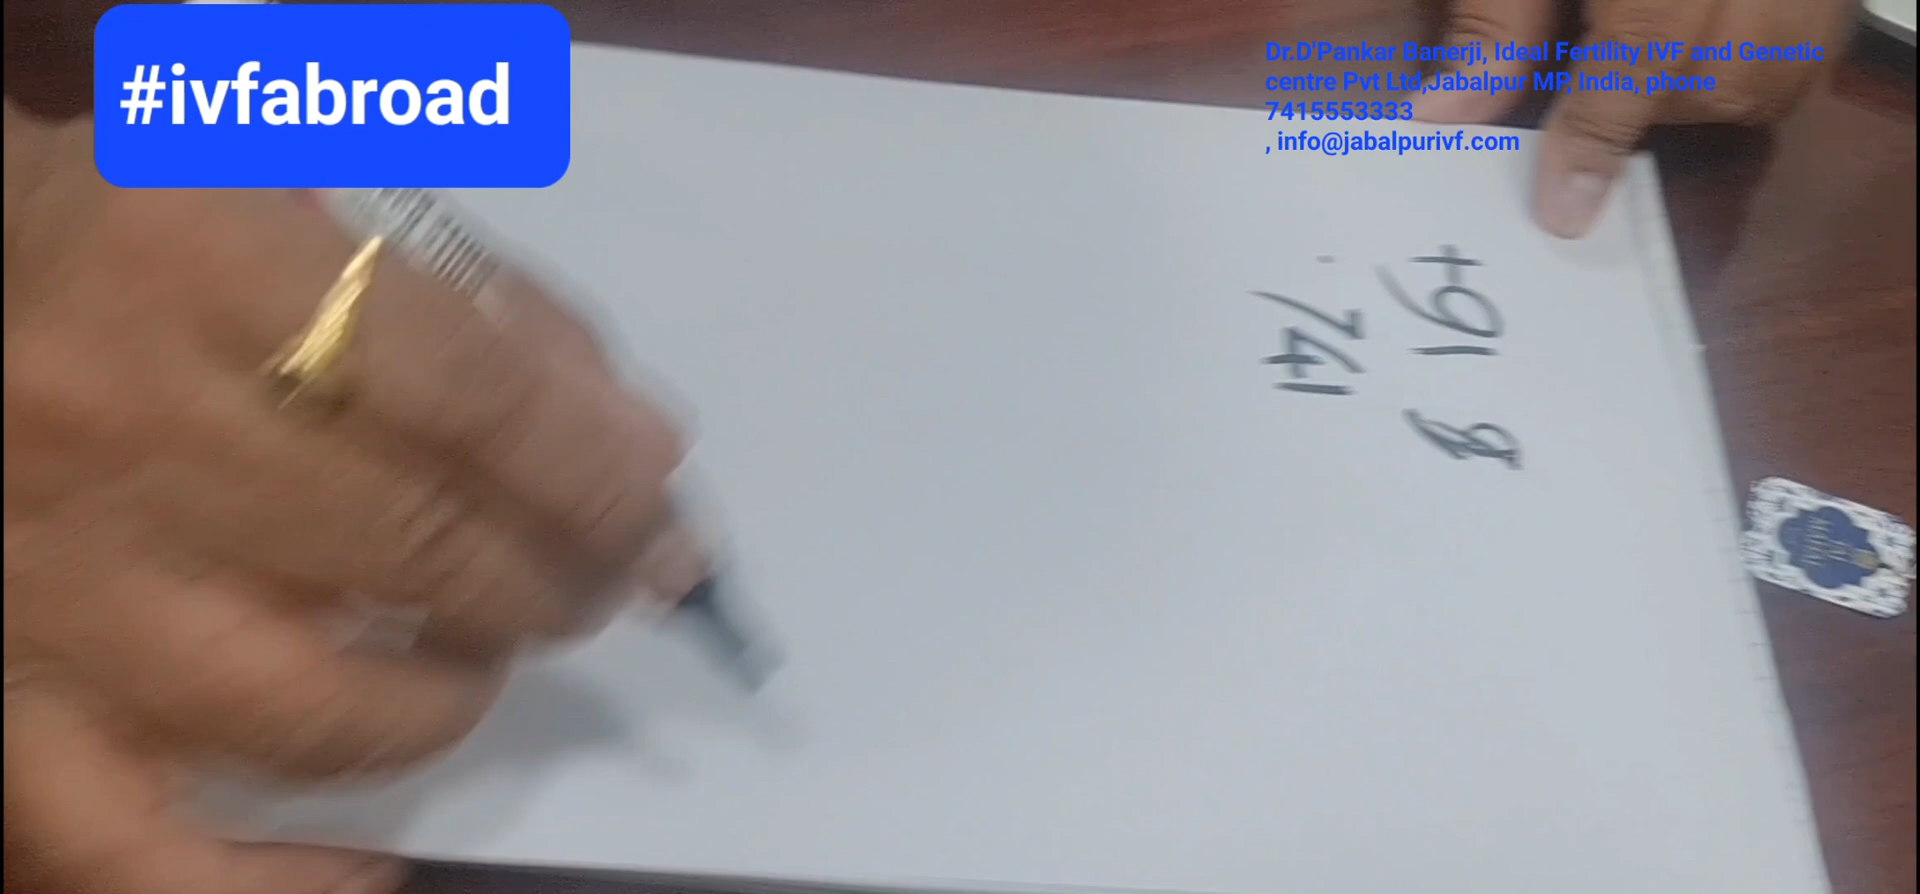 #ivfabroad
Dr.D'Pankar Banerji, Ideal Fertility IVF and Genetic
centre Pvt Ltd,Jabalpur MP, India, phone
7415553333
, info@jabalpurivf.com
+91 8
741